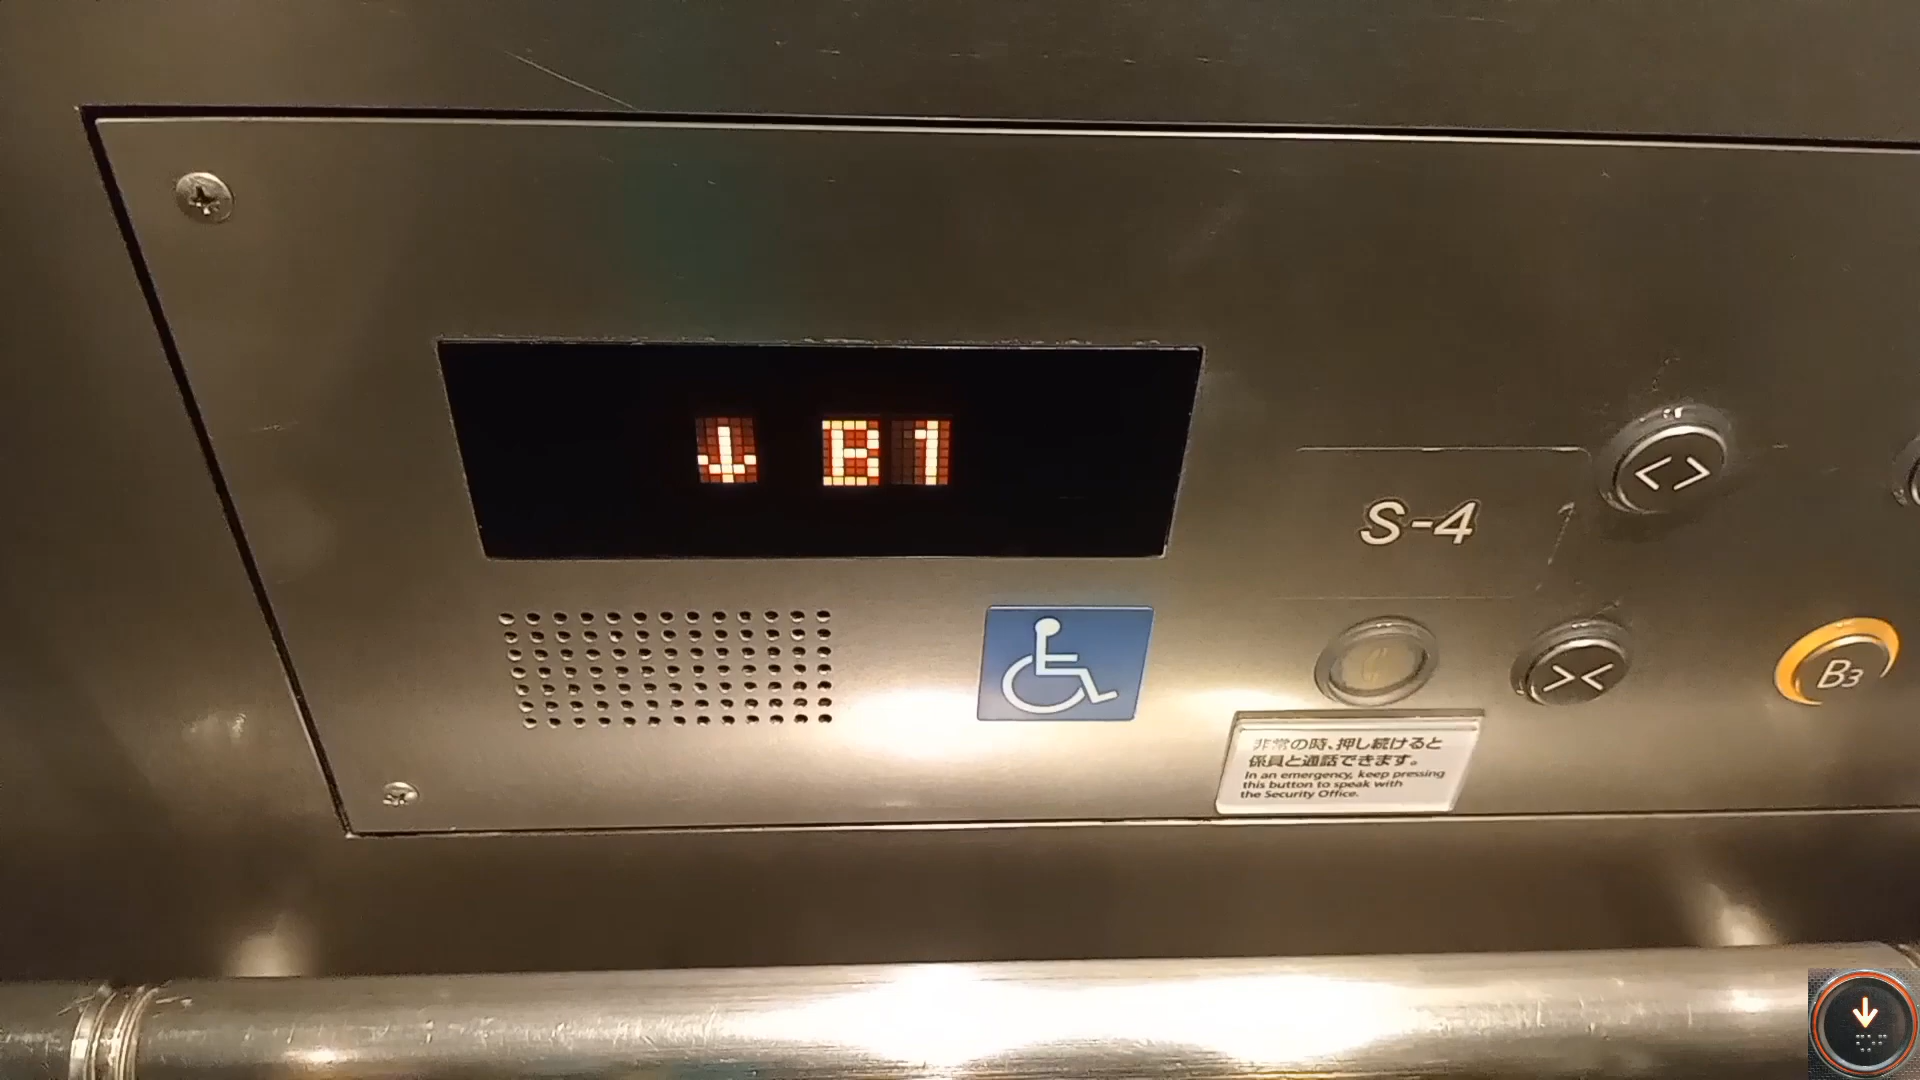 ↓ B1
S-4
< >
> <
B3
非常の時、押し続けると
係員と通話できます。
In an emergency, keep pressing
this button to speak with
the Security Office.